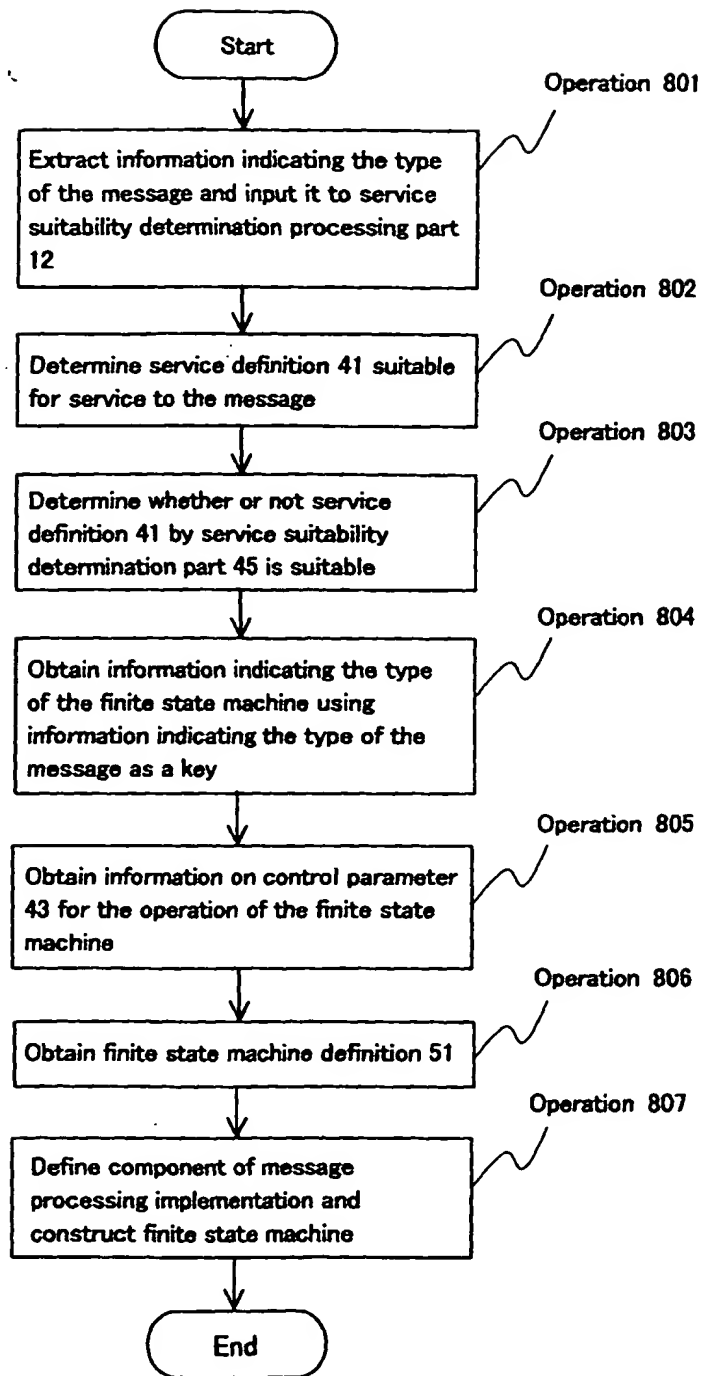 Start
Operation 801
Extract information indicating the type
of the message and input it to service
suitability determination processing part
12
Operation 802
Determine service definition 41 suitable
for service to the message
Operation 803
Determine whether or not service
definition 41 by service suitability
determination part 45 is suitable
Operation 804
Obtain information indicating the type
of the finite state machine using
information indicating the type of the
message as a key
Operation 805
Obtain information on control parameter
43 for the operation of the finite state
machine
Operation 806
Obtain finite state machine definition 51
Operation 807
Define component of message
processing implementation and
construct finite state machine
End